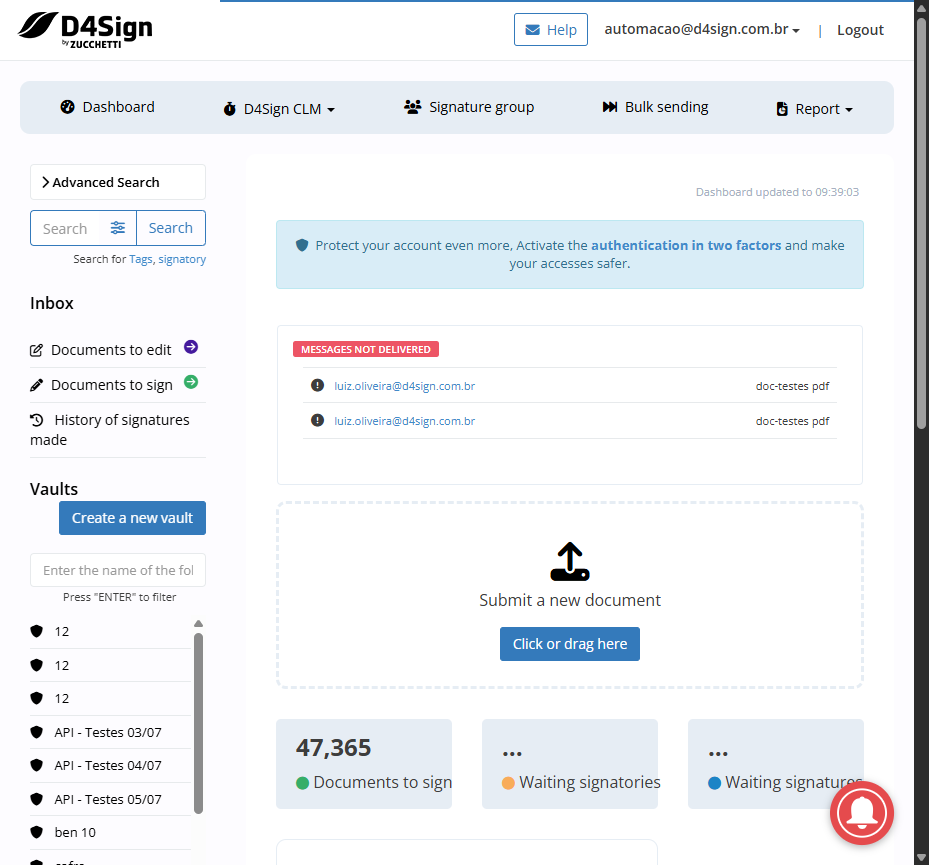 D4Sign
by ZUCCHETTI
Help
automacao@d4sign.com.br
|
Logout
Dashboard
D4Sign CLM
Signature group
Bulk sending
Report
Advanced Search
Search
Search
Search for Tags, signatory
Inbox
Documents to edit
Documents to sign
History of signatures
made
Vaults
Create a new vault
Enter the name of the fol
Press "ENTER" to filter
12
12
12
API - Testes 03/07
API - Testes 04/07
API - Testes 05/07
ben 10
Dashboard updated to 09:39:03
Protect your account even more, Activate the authentication in two factors and make
your accesses safer.
MESSAGES NOT DELIVERED
luiz.oliveira@d4sign.com.br
doc-testes pdf
luiz.oliveira@d4sign.com.br
doc-testes pdf
Submit a new document
Click or drag here
47,365
Documents to sign
...
Waiting signatories
...
Waiting signatures